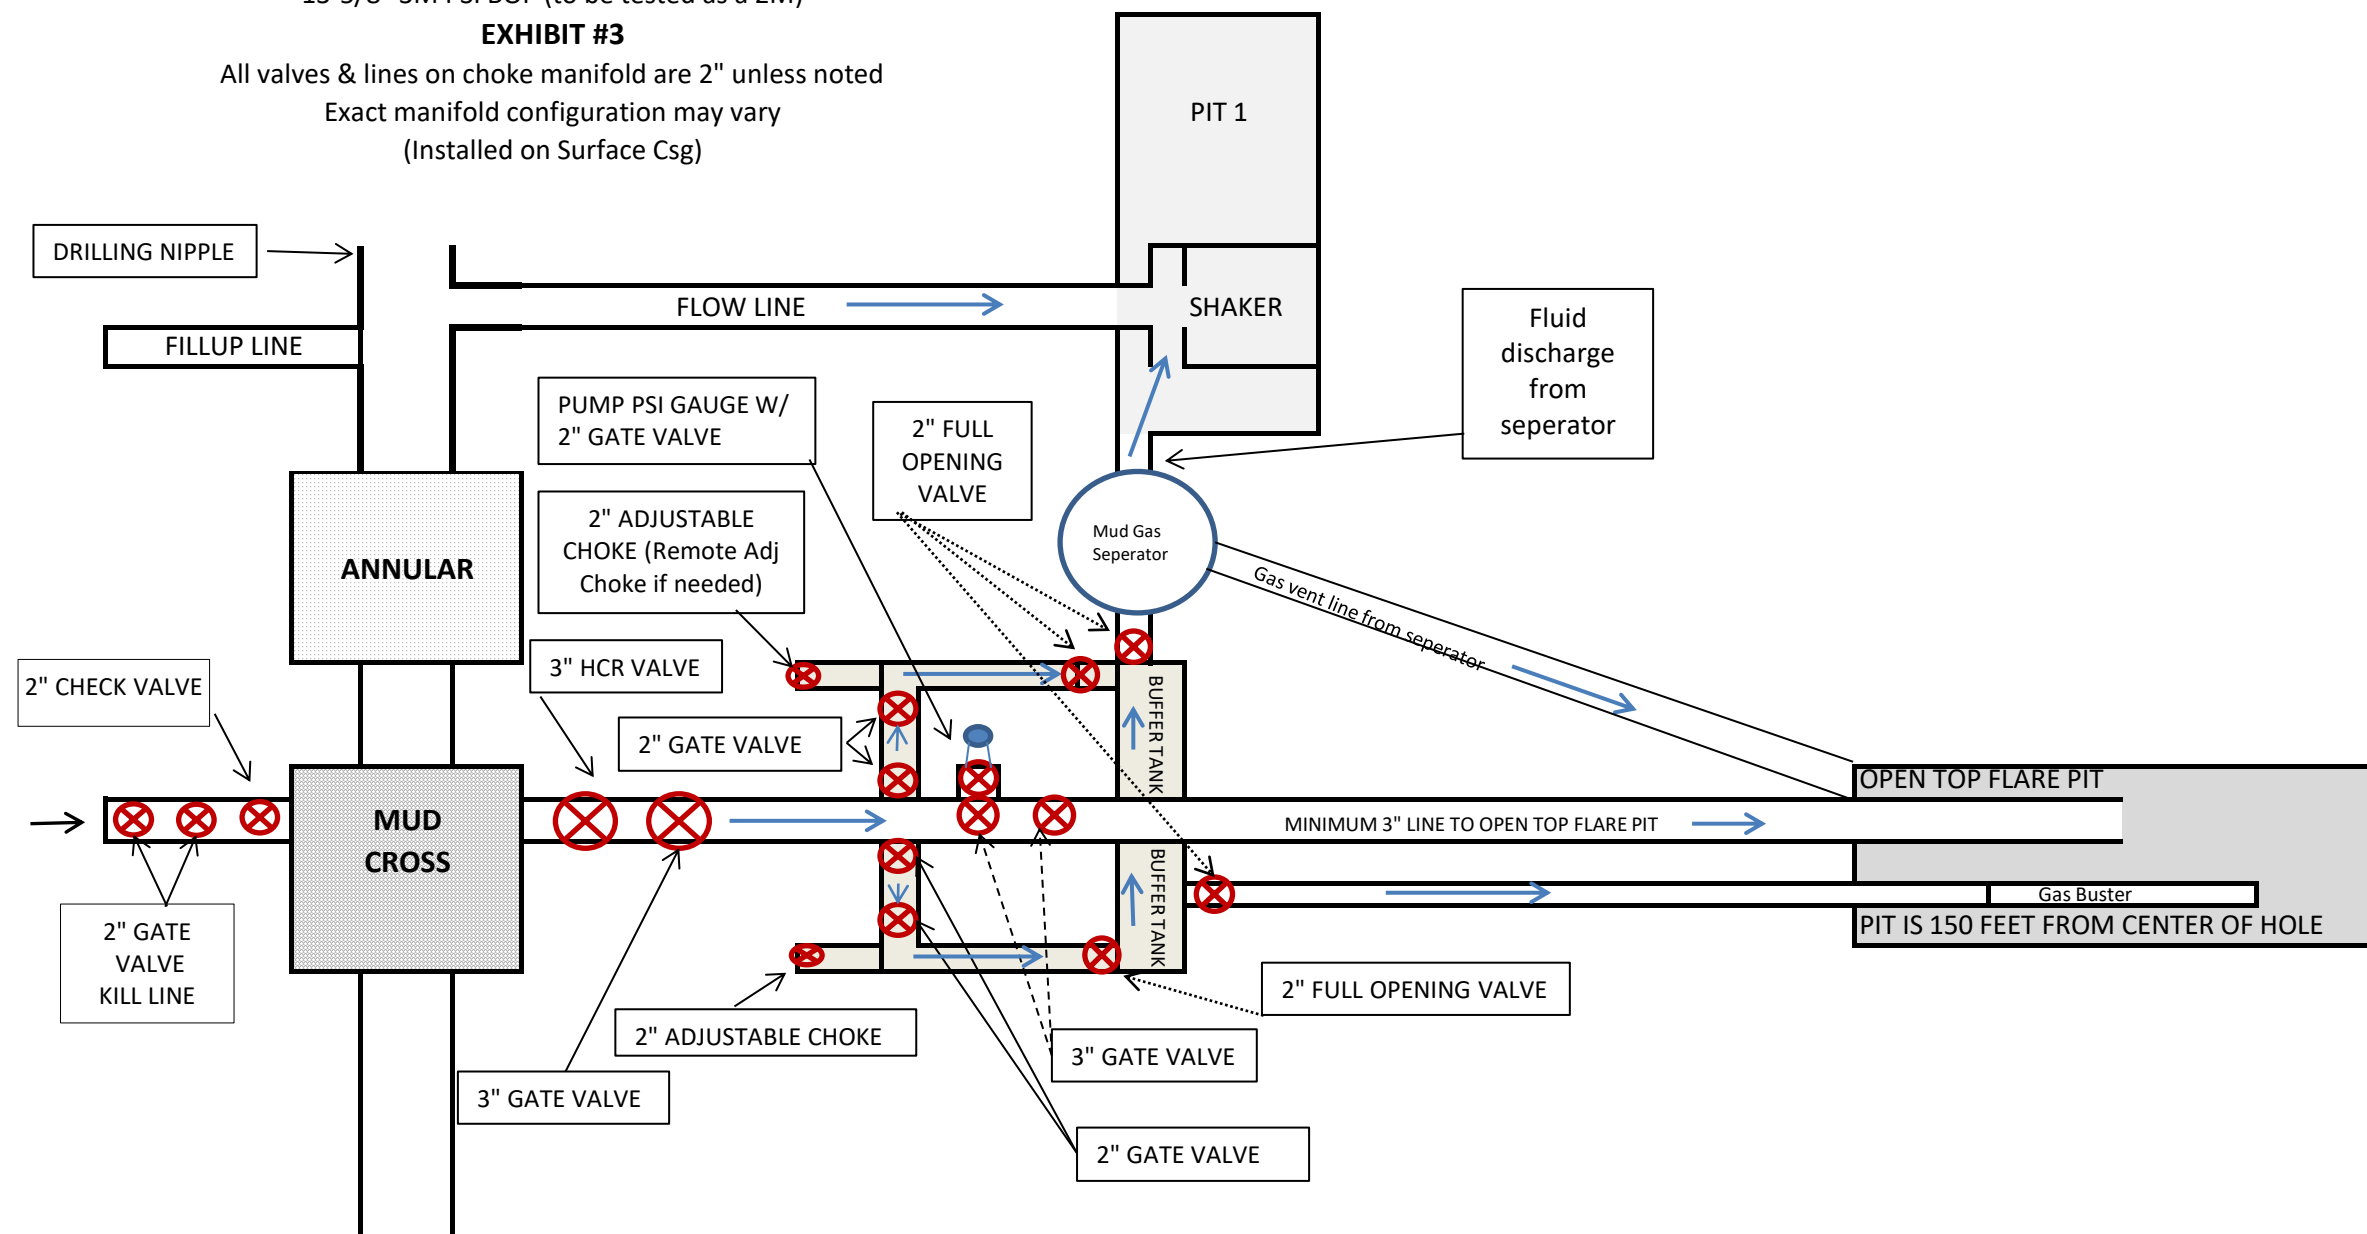 EXHIBIT #3
All valves & lines on choke manifold are 2" unless noted
Exact manifold configuration may vary
(Installed on Surface Csg)
PIT 1
DRILLING NIPPLE
FLOW LINE
SHAKER
Fluid
discharge
from
seperator
FILLUP LINE
PUMP PSI GAUGE W/
2" GATE VALVE
2" FULL
OPENING
VALVE
2" ADJUSTABLE
CHOKE (Remote Adj
Choke if needed)
Mud Gas
Seperator
ANNULAR
Gas vent line from seperator
3" HCR VALVE
2" CHECK VALVE
2" GATE VALVE
BUFFER TANK
OPEN TOP FLARE PIT
MUD
CROSS
MINIMUM 3" LINE TO OPEN TOP FLARE PIT
BUFFER TANK
Gas Buster
PIT IS 150 FEET FROM CENTER OF HOLE
2" GATE
VALVE
KILL LINE
2" FULL OPENING VALVE
2" ADJUSTABLE CHOKE
3" GATE VALVE
3" GATE VALVE
2" GATE VALVE